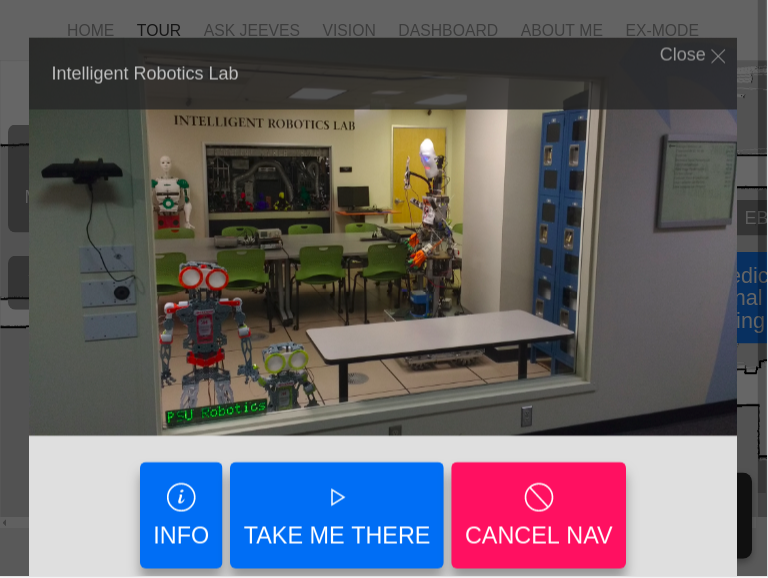 HOME TOUR ASK JEEVES VISION DASHBOARD ABOUT ME EX-MODE
Close
Intelligent Robotics Lab
INTELLIGENT ROBOTICS LAB
EB
edic
nal
ing
PSU Robotics
INFO TAKE ME THERE CANCEL NAV